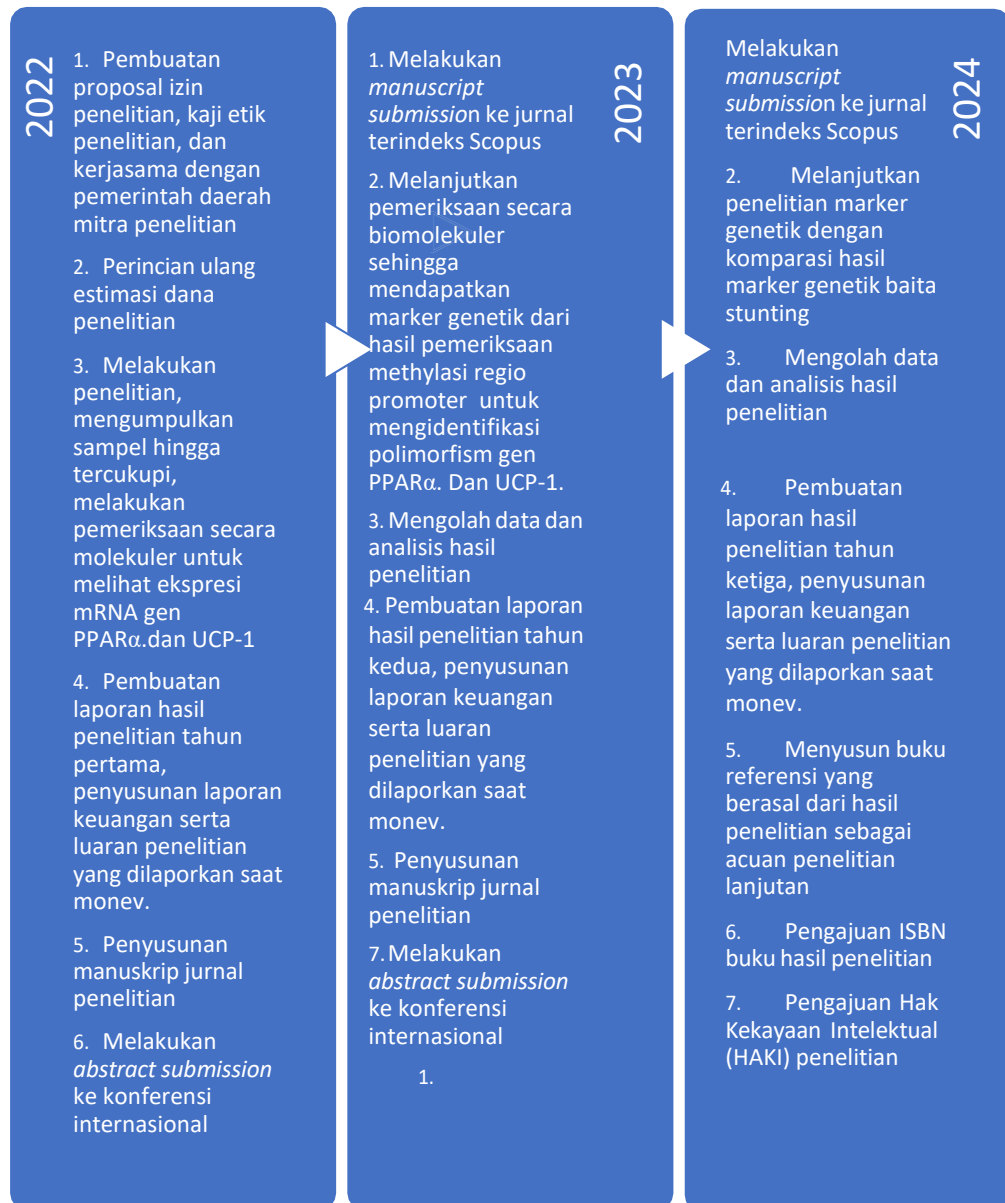 2022
1. Pembuatan
proposal izin
penelitian, kaji etik
penelitian, dan
kerjasama dengan
pemerintah daerah
mitra penelitian
2. Perincian ulang
estimasi dana
penelitian
3. Melakukan
penelitian,
mengumpulkan
sampel hingga
tercukupi,
melakukan
pemeriksaan secara
molekuler untuk
melihat ekspresi
mRNA gen
PPARα.dan UCP-1
4. Pembuatan
laporan hasil
penelitian tahun
pertama,
penyusunan laporan
keuangan serta
luaran penelitian
yang dilaporkan saat
monev.
5. Penyusunan
manuskrip jurnal
penelitian
6. Melakukan
abstract submission
ke konferensi
internasional
2023
1. Melakukan
manuscript
submission ke jurnal
terindeks Scopus
2. Melanjutkan
pemeriksaan secara
biomolekuler
sehingga
mendapatkan
marker genetik dari
hasil pemeriksaan
methylasi regio
promoter untuk
mengidentifikasi
polimorfism gen
PPARα. Dan UCP-1.
3. Mengolah data dan
analisis hasil
penelitian
4. Pembuatan laporan
hasil penelitian tahun
kedua, penyusunan
laporan keuangan
serta luaran
penelitian yang
dilaporkan saat
monev.
5. Penyusunan
manuskrip jurnal
penelitian
7. Melakukan
abstract submission
ke konferensi
internasional
1.
2024
Melakukan
manuscript
submission ke jurnal
terindeks Scopus
2. Melanjutkan
penelitian marker
genetik dengan
komparasi hasil
marker genetik baita
stunting
3. Mengolah data
dan analisis hasil
penelitian
4. Pembuatan
laporan hasil
penelitian tahun
ketiga, penyusunan
laporan keuangan
serta luaran penelitian
yang dilaporkan saat
monev.
5. Menyusun buku
referensi yang
berasal dari hasil
penelitian sebagai
acuan penelitian
lanjutan
6. Pengajuan ISBN
buku hasil penelitian
7. Pengajuan Hak
Kekayaan Intelektual
(HAKI) penelitian